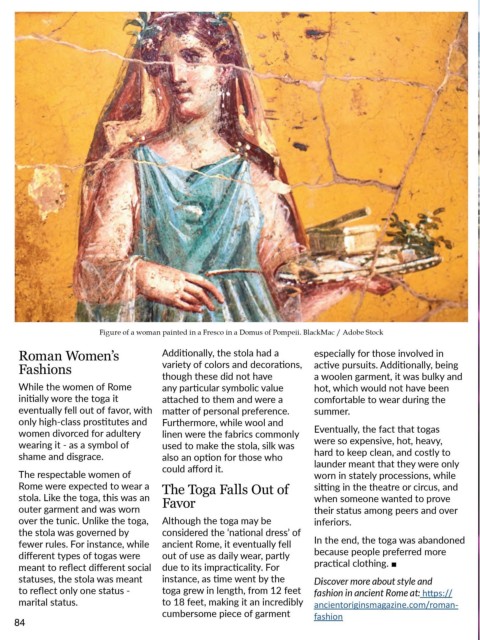 Figure of a woman painted in a Fresco in a Domus of Pompeii. BlackMac / Adobe Stock
Roman Women's
Fashions
While the women of Rome
initially wore the toga it
eventually fell out of favor, with
only high-class prostitutes and
women divorced for adultery
wearing it - as a symbol of
shame and disgrace.
The respectable women of
Rome were expected to wear a
stola. Like the toga, this was an
outer garment and was worn
over the tunic. Unlike the toga,
the stola was governed by
fewer rules. For instance, while
different types of togas were
meant to reflect different social
statuses, the stola was meant
to reflect only one status -
marital status.
Additionally, the stola had a
variety of colors and decorations,
though these did not have
any particular symbolic value
attached to them and were a
matter of personal preference.
Furthermore, while wool and
linen were the fabrics commonly
used to make the stola, silk was
also an option for those who
could afford it.
The Toga Falls Out of
Favor
Although the toga may be
considered the 'national dress' of
ancient Rome, it eventually fell
out of use as daily wear, partly
due to its impracticality. For
instance, as time went by the
toga grew in length, from 12 feet
to 18 feet, making it an incredibly
cumbersome piece of garment
especially for those involved in
active pursuits. Additionally, being
a woolen garment, it was bulky and
hot, which would not have been
comfortable to wear during the
summer.
Eventually, the fact that togas
were so expensive, hot, heavy,
hard to keep clean, and costly to
launder meant that they were only
worn in stately processions, while
sitting in the theatre or circus, and
when someone wanted to prove
their status among peers and over
inferiors.
In the end, the toga was abandoned
because people preferred more
practical clothing. ■
Discover more about style and
fashion in ancient Rome at: https://
ancientoriginsmagazine.com/roman-
fashion
84